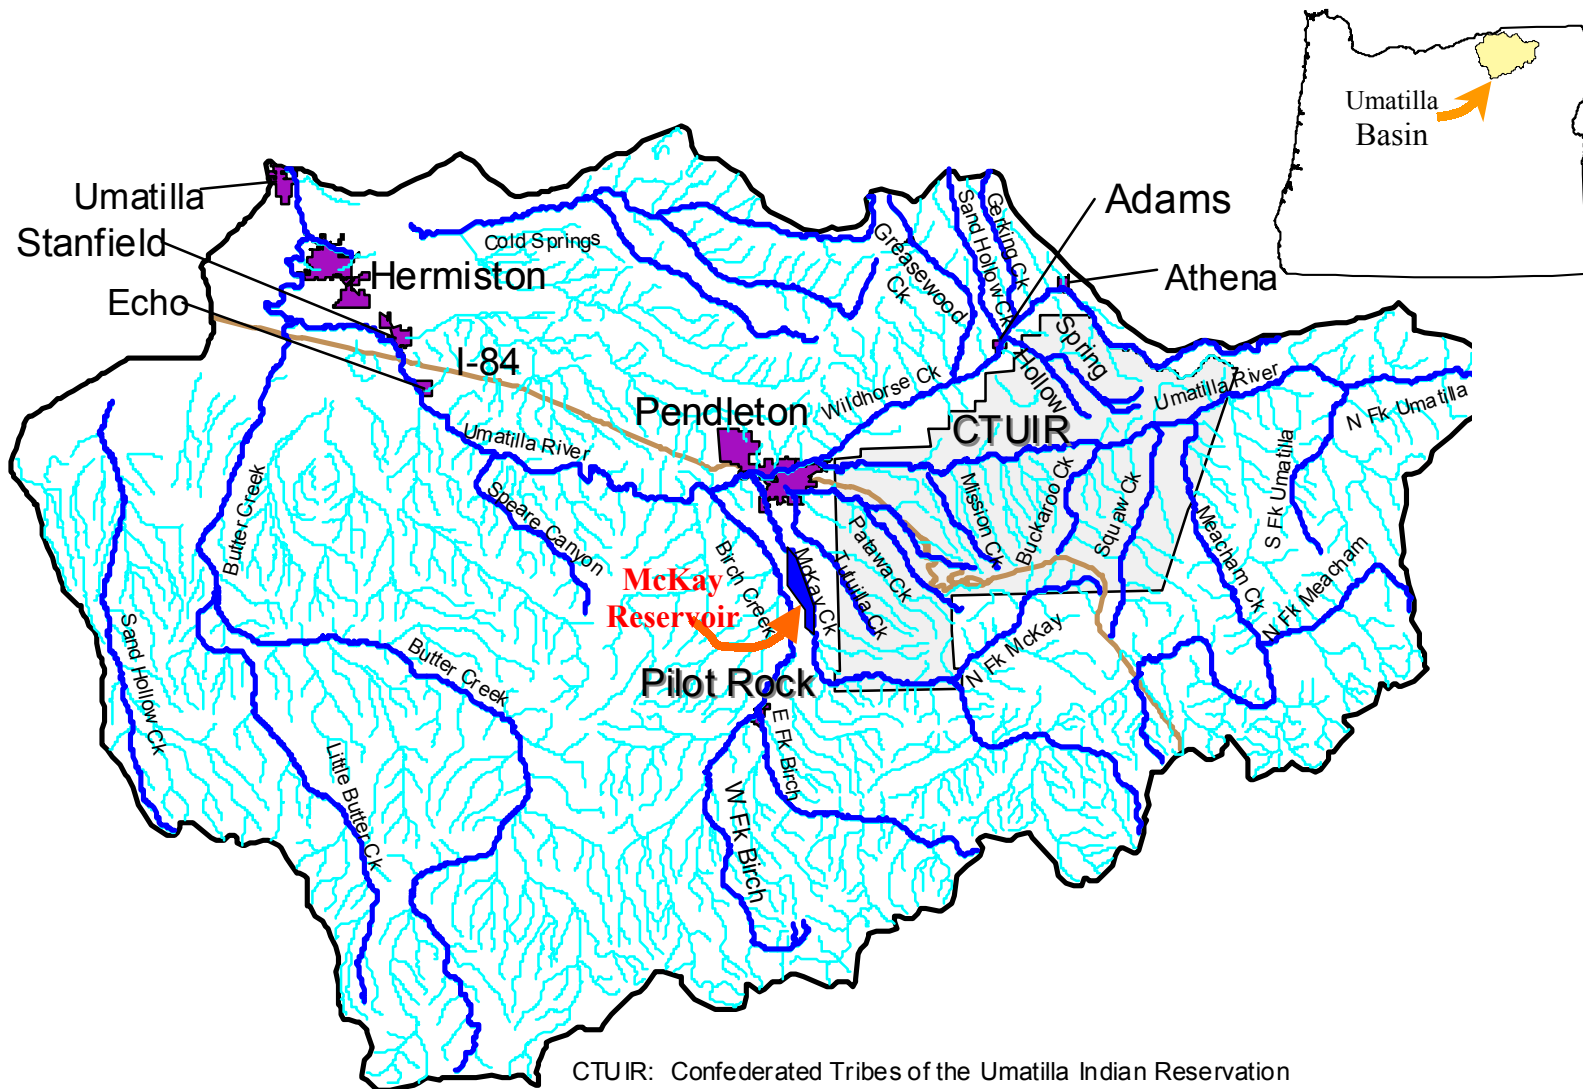 Umatilla
Basin
Umatilla
Stanfield
Echo
Hermiston
Cold Springs
I-84
Greasewood
Ck
Sand Hollow Ck
Gerking Ck
Adams
Athena
Spring
Hollow
Pendleton
Wildhorse Ck
CTUIR
Umatilla River
N Fk Umatilla
S Fk Umatilla
Umatilla River
Speare Canyon
Butter Creek
Birch Creek
McKay
Reservoir
McKay Ck
Tutuilla Ck
Patawa Ck
Mission Ck
Buckaroo Ck
Squaw Ck
Meacham Ck
N Fk Meacham
N Fk McKay
Pilot Rock
Sand Hollow Ck
Butter Creek
Little Butter Ck
E Fk Birch
W Fk Birch
CTUIR: Confederated Tribes of the Umatilla Indian Reservation